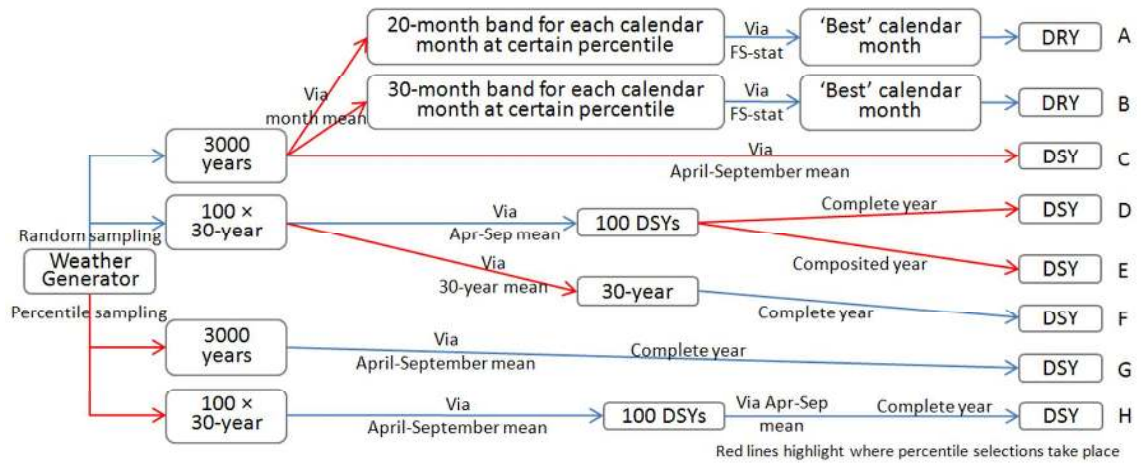 20-month band for each calendar
month at certain percentile
Via
FS-stat
'Best' calendar
month
DRY
A
30-month band for each calendar
month at certain percentile
Via
FS-stat
'Best' calendar
month
DRY
B
Via
month mean
3000
years
Via
April-September mean
DSY
C
100 ×
30-year
Via
Apr-Sep mean
100 DSYs
Complete year
DSY
D
Random sampling
Weather
Generator
Percentile sampling
Composited year
DSY
E
Via
30-year mean
30-year
Complete year
DSY
F
3000
years
Via
April-September mean
Complete year
DSY
G
100 ×
30-year
Via
April-September mean
100 DSYs
Via Apr-Sep
mean
Complete year
DSY
H
Red lines highlight where percentile selections take place